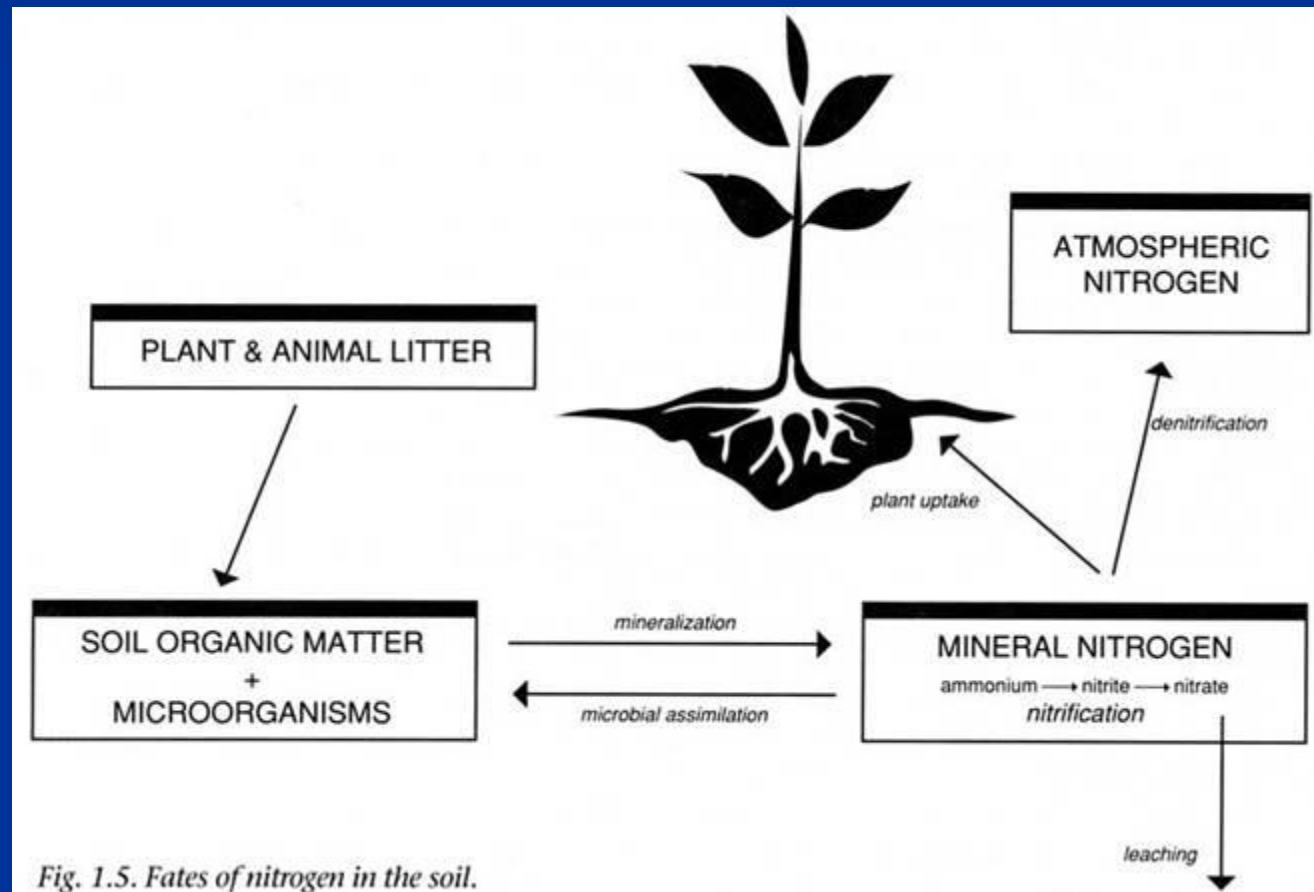 ATMOSPHERIC
NITROGEN
PLANT & ANIMAL LITTER
denitrification
plant uptake
SOIL ORGANIC MATTER
+
MICROORGANISMS
mineralization
microbial assimilation
MINERAL NITROGEN
ammonium → nitrite → nitrate
nitrification
leaching
Fig. 1.5. Fates of nitrogen in the soil.